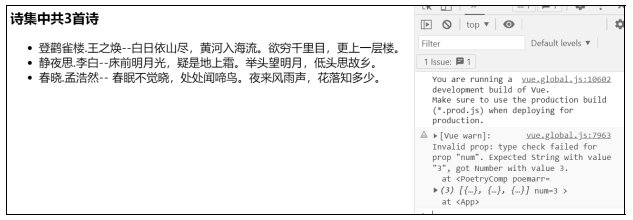 诗集中共3首诗
登鹳雀楼.王之焕--白日依山尽，黄河入海流。欲穷千里目，更上一层楼。
静夜思.李白--床前明月光，疑是地上霜。举头望明月，低头思故乡。
春晓.孟浩然-- 春眠不觉晓，处处闻啼鸟。夜来风雨声，花落知多少。
top ▼
Filter
Default levels ▼
1 Issue: 1
You are running a vue.global.js:10602
development build of Vue.
Make sure to use the production build
(*.prod.js) when deploying for
production.
▶[Vue warn]: vue.global.js:7963
Invalid prop: type check failed for
prop "num". Expected String with value
"3", got Number with value 3.
at <PoetryComp poemarr=
▶(3) [{…}, {…}, {…}] num=3 >
at <App>